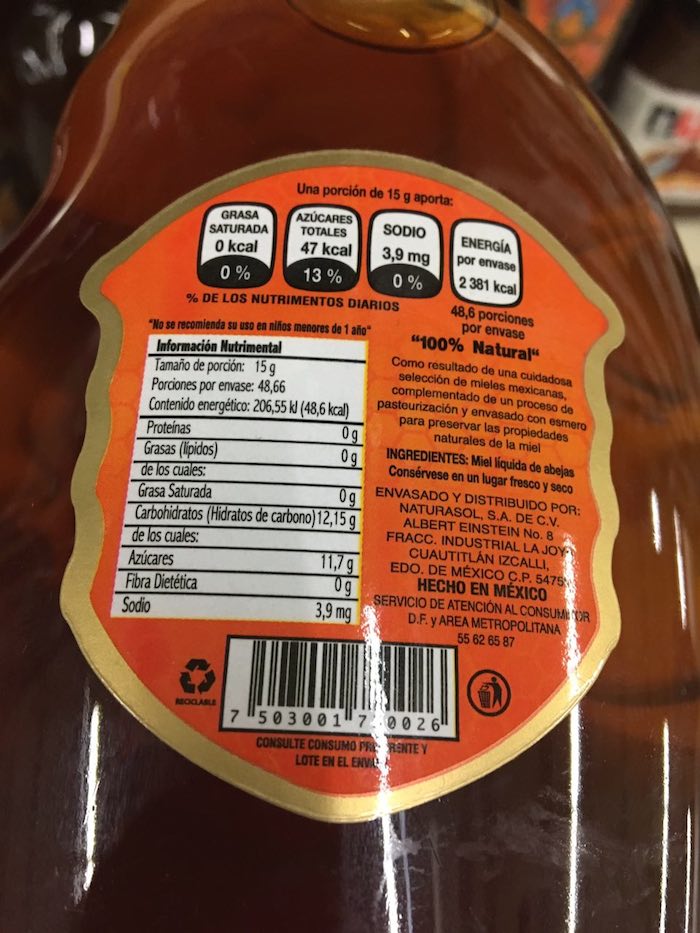 Una porción de 15 g aporta:
GRASA
SATURADA
0 kcal
0 %
AZÚCARES
TOTALES
47 kcal
13 %
SODIO
3,9 mg
0 %
ENERGÍA
por envase
2 381 kcal
% DE LOS NUTRIMENTOS DIARIOS
48,6 porciones
por envase
"No se recomienda su uso en niños menores de 1 año"
Información Nutrimental
Tamaño de porción: 15 g
Porciones por envase: 48,66
Contenido energético: 206,55 kJ (48,6 kcal)
Proteínas 0 g
Grasas (lípidos) 0 g
de los cuales:
Grasa Saturada 0 g
Carbohidratos (Hidratos de carbono) 12,15 g
de los cuales:
Azúcares 11,7 g
Fibra Dietética 0 g
Sodio 3,9 mg
"100% Natural"
Como resultado de una cuidadosa
selección de mieles mexicanas,
complementado de un proceso de
pasteurización y envasado con esmero
para preservar las propiedades
naturales de la miel
INGREDIENTES: Miel líquida de abejas
Consérvese en un lugar fresco y seco
ENVASADO Y DISTRIBUIDO POR:
NATURASOL, S.A. DE C.V.
ALBERT EINSTEIN No. 8
FRACC. INDUSTRIAL LA JOYA
CUAUTITLÁN IZCALLI,
EDO. DE MÉXICO C.P.
HECHO EN MÉXICO
SERVICIO DE ATENCIÓN AL CONSUMIDOR
D.F. y AREA METROPOLITANA
55 62 65 87
RECICLABLE
7 503001
CONSULTE CONSUMO PREFERENTE Y
LOTE EN EL ENVASE